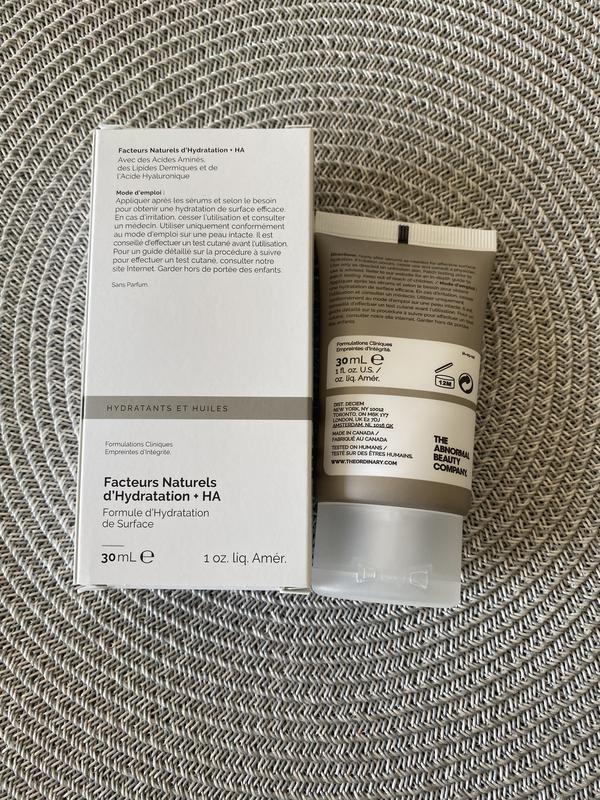 Facteurs Naturels d'Hydratation + HA
Avec des Acides Aminés,
des Lipides Dermiques et de
l'Acide Hyaluronique
Mode d'emploi :
Appliquer après les sérums et selon le besoin
pour obtenir une hydratation de surface efficace.
En cas d'irritation, cesser l'utilisation et consulter
un médecin. Utiliser uniquement conformément
au mode d'emploi sur une peau intacte. Il est
conseillé d'effectuer un test cutané avant l'utilisation.
Pour un guide détaillé sur la procédure à suivre
pour effectuer un test cutané, consulter notre
site Internet. Garder hors de portée des enfants.
Sans Parfum.
HYDRATANTS ET HUILES
Formulations Cliniques
Empreintes d'Intégrité.
Facteurs Naturels
d'Hydratation + HA
Formule d'Hydratation
de Surface
30 mL e
1 oz. liq. Amér.
Formulations Cliniques
Empreintes d'Intégrité.
30 mL e
1 fl. oz. U.S. /
oz. liq. Amér.
12M
DIST. DECIEM
NEW YORK, NY 10012
TORONTO, ON M6K 1Y7
LONDON, UK E2 7DJ
AMSTERDAM, NL 1016 GK
MADE IN CANADA /
FABRIQUÉ AU CANADA
TESTED ON HUMANS /
TESTÉ SUR DES ÊTRES HUMAINS.
WWW.THEORDINARY.COM
THE
ABNORMAL
BEAUTY
COMPANY.